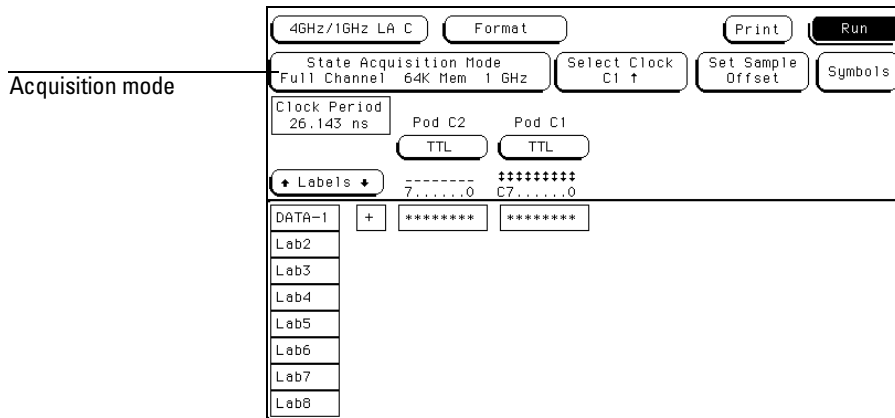 4GHz/1GHz LA C Format Print Run
State Acquisition Mode
Full Channel 64K Mem 1 GHz
Select Clock
C1 ↑
Set Sample
Offset
Symbols
Acquisition mode
Clock Period
26.143 ns
Pod C2 Pod C1
TTL TTL
↑ Labels ↓
-------- ↕↕↕↕↕↕↕↕↕
7......0 C7......0
DATA-1 + ******** ********
Lab2
Lab3
Lab4
Lab5
Lab6
Lab7
Lab8